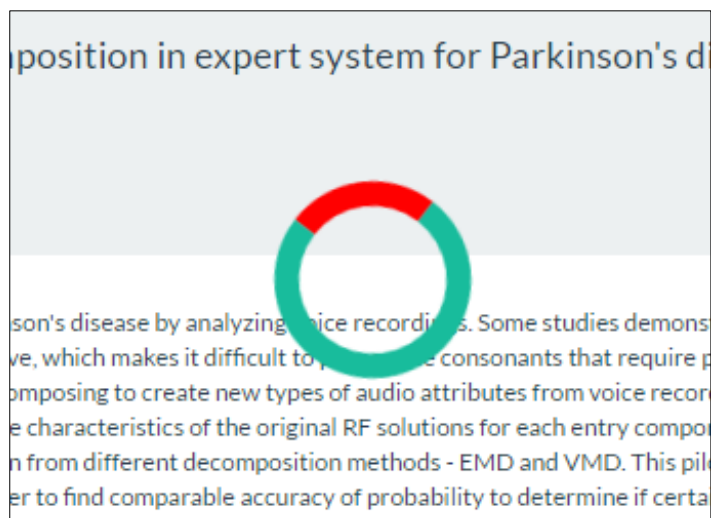 position in expert system for Parkinson's di
son's disease by analyzing voice recordings. Some studies demons
ve, which makes it difficult to consonants that require p
omposing to create new types of audio attributes from voice recor
e characteristics of the original RF solutions for each entry compo
n from different decomposition methods - EMD and VMD. This pil
er to find comparable accuracy of probability to determine if certa